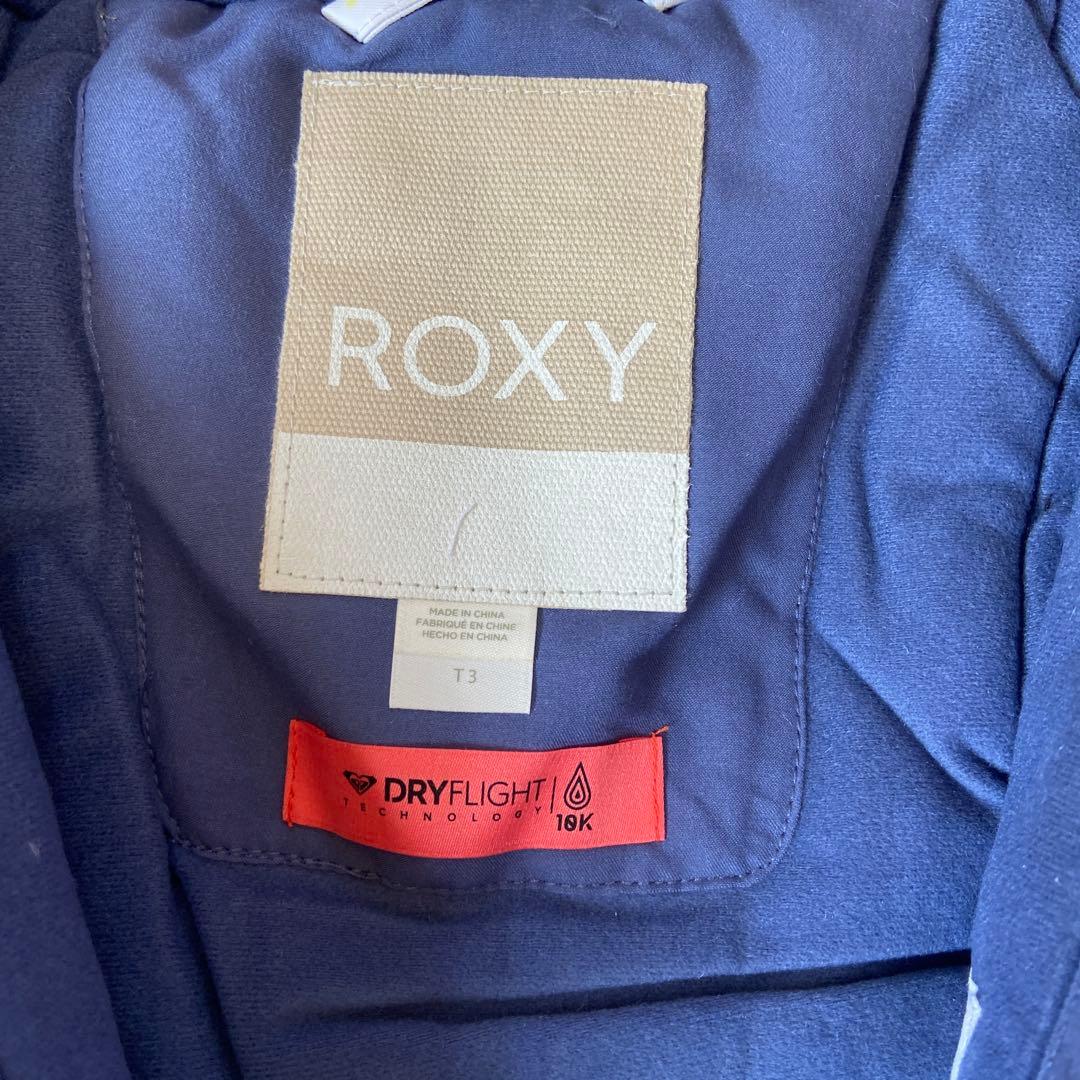 ROXY
MADE IN CHINA
FABRIQUÉ EN CHINE
HECHO EN CHINA
T3
DRYFLIGHT
TECHNOLOGY
10K